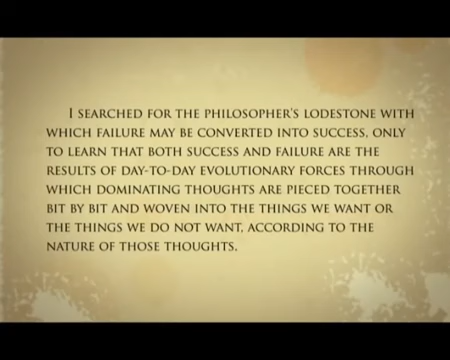 I SEARCHED FOR THE PHILOSOPHER'S LODESTONE WITH
WHICH FAILURE MAY BE CONVERTED INTO SUCCESS, ONLY
TO LEARN THAT BOTH SUCCESS AND FAILURE ARE THE
RESULTS OF DAY-TO-DAY EVOLUTIONARY FORCES THROUGH
WHICH DOMINATING THOUGHTS ARE PIECED TOGETHER
BIT BY BIT AND WOVEN INTO THE THINGS WE WANT OR
THE THINGS WE DO NOT WANT, ACCORDING TO THE
NATURE OF THOSE THOUGHTS.